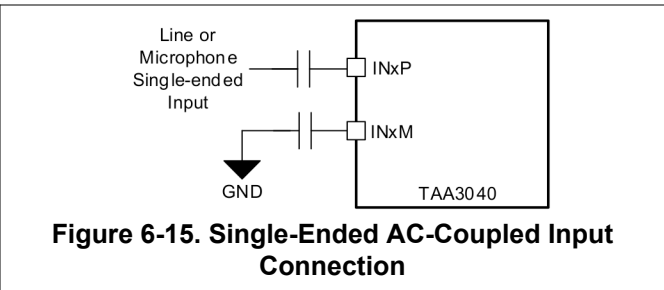 Line or
Microphone
Single-ended
Input
INxP
INxM
GND
TAA3040
Figure 6-15. Single-Ended AC-Coupled Input
Connection